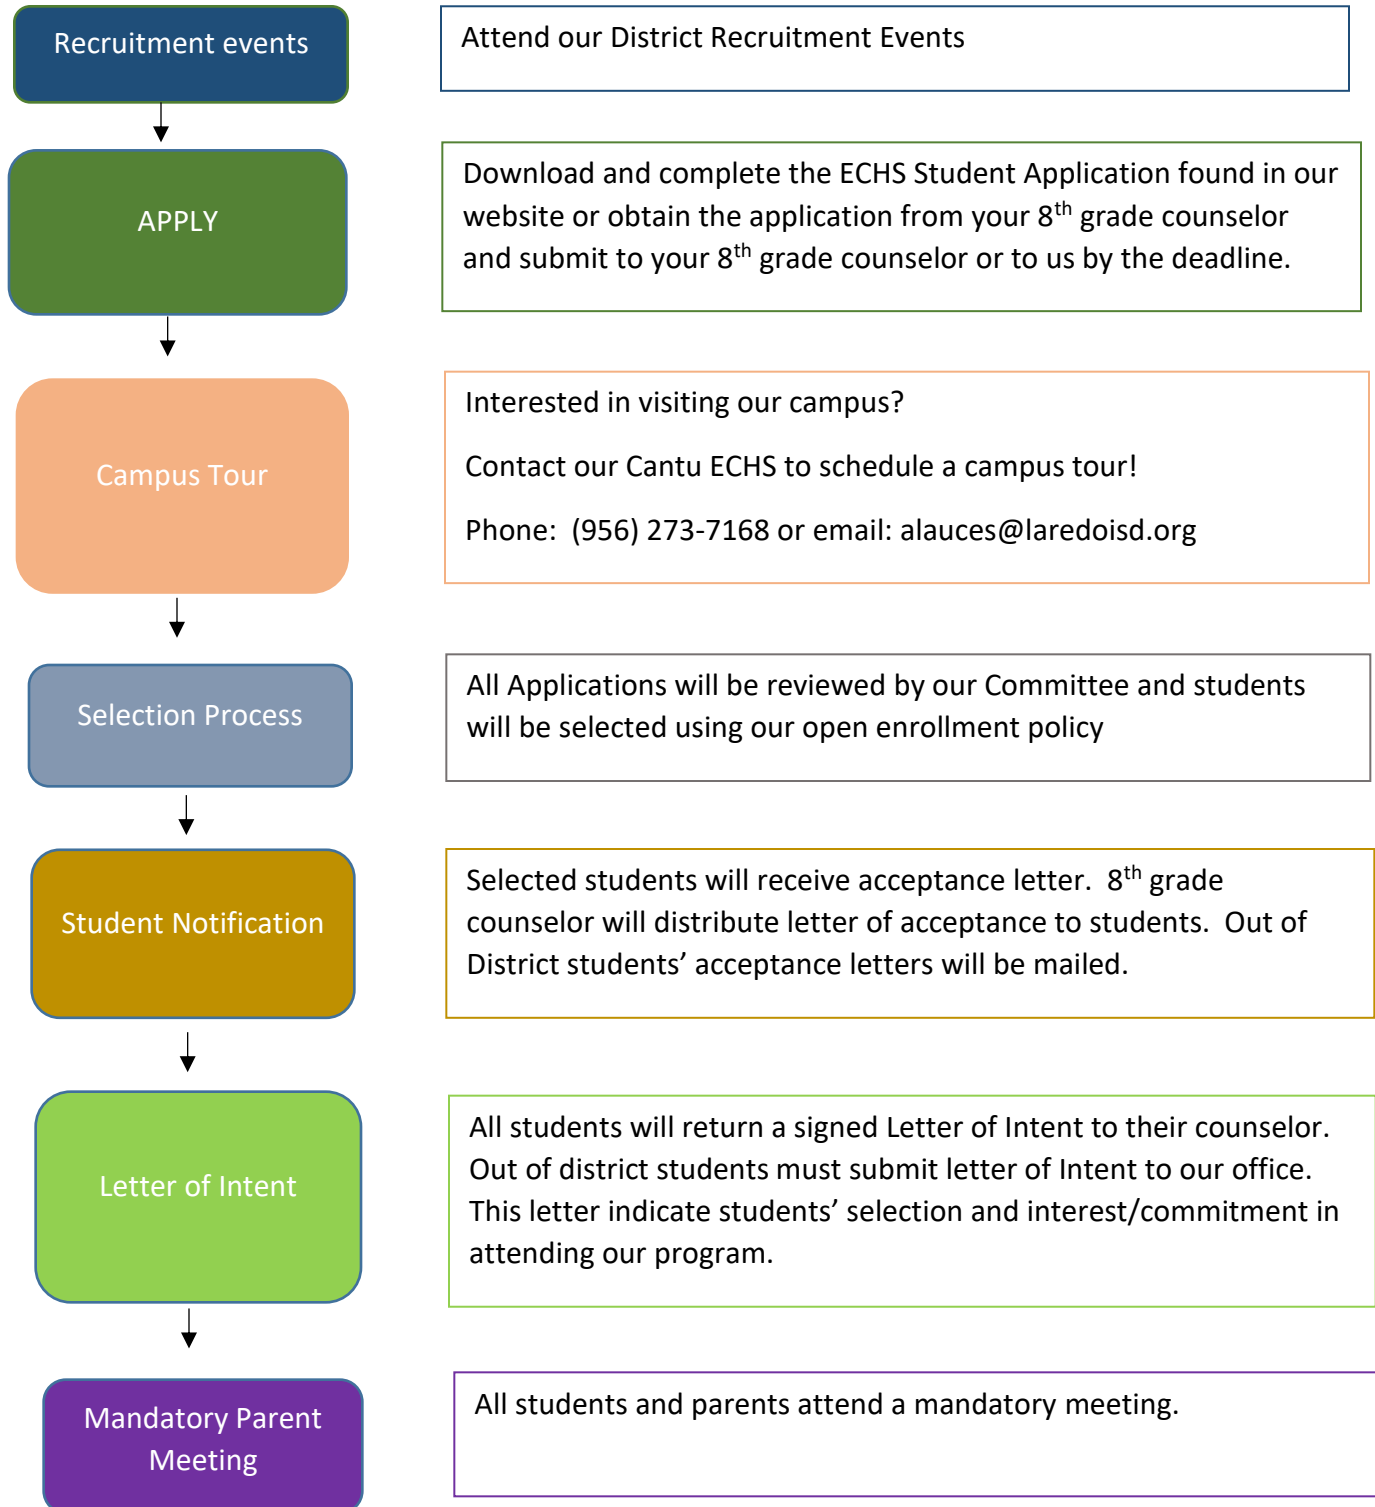 Recruitment events
Attend our District Recruitment Events
APPLY
Download and complete the ECHS Student Application found in our
website or obtain the application from your 8th grade counselor
and submit to your 8th grade counselor or to us by the deadline.
Campus Tour
Interested in visiting our campus?
Contact our Cantu ECHS to schedule a campus tour!
Phone:  (956) 273-7168 or email: alauces@laredoisd.org
Selection Process
All Applications will be reviewed by our Committee and students
will be selected using our open enrollment policy
Student Notification
Selected students will receive acceptance letter.  8th grade
counselor will distribute letter of acceptance to students.  Out of
District students’ acceptance letters will be mailed.
Letter of Intent
All students will return a signed Letter of Intent to their counselor.
Out of district students must submit letter of Intent to our office.
This letter indicate students’ selection and interest/commitment in
attending our program.
Mandatory Parent
Meeting
All students and parents attend a mandatory meeting.